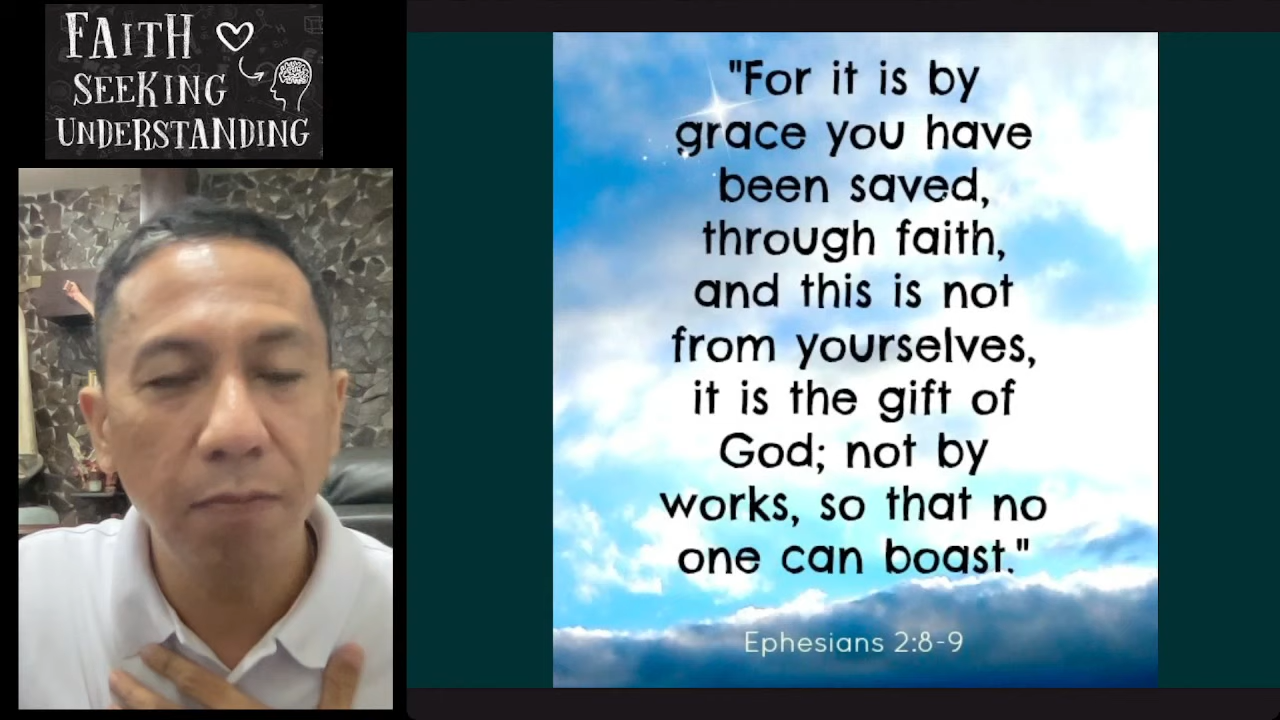 FAITH
SEEKING
UNDERSTANDING
"For it is by
grace you have
been saved,
through faith,
and this is not
from yourselves,
it is the gift of
God; not by
works, so that no
one can boast."
Ephesians 2:8-9